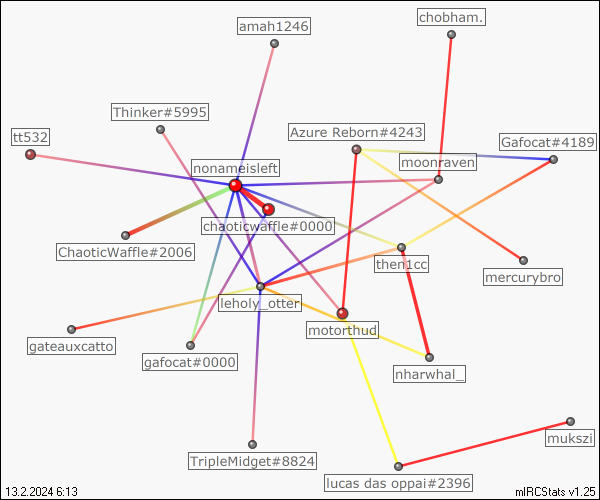 chobham.
amah1246
Thinker#5995
tt532
Azure Reborn#4243
Gafocat#4189
moonraven
nonameisleft
chaoticwaffle#0000
ChaoticWaffle#2006
then1cc
mercurybro
leholy_otter
motorthud
gateauxcatto
gafocat#0000
nharwhal_
mukszi
TripleMidget#8824
lucas das oppai#2396
13.2.2024 6:13
mIRCStats v1.25